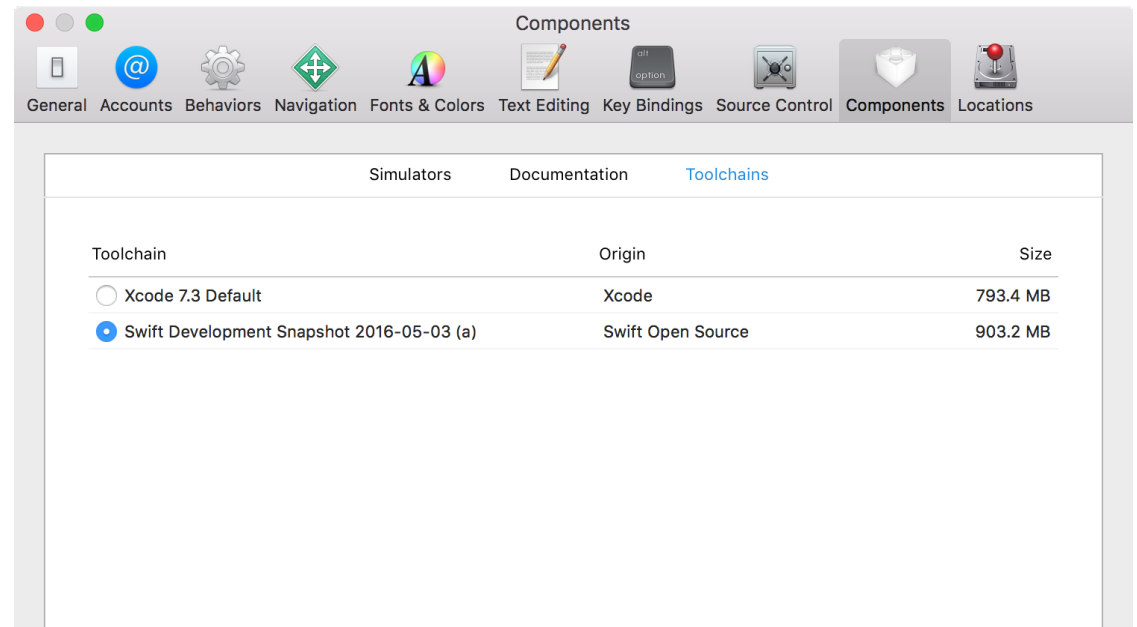 Components
@
alt
option
A
General Accounts Behaviors Navigation Fonts & Colors Text Editing Key Bindings Source Control Components Locations
Simulators Documentation Toolchains
Toolchain Origin Size
Xcode 7.3 Default Xcode 793.4 MB
Swift Development Snapshot 2016-05-03 (a) Swift Open Source 903.2 MB